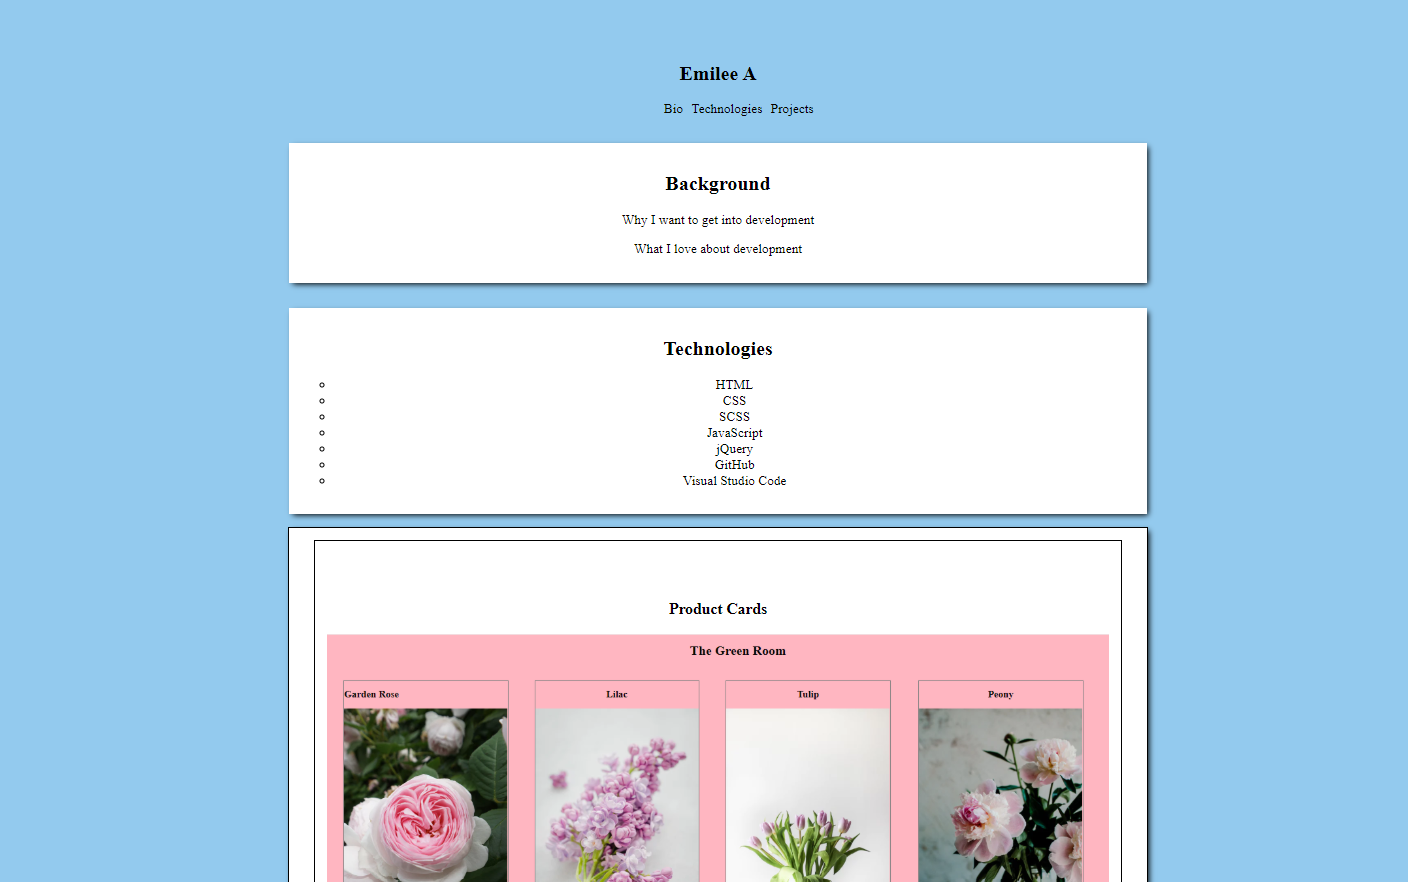 Emilee A
Bio Technologies Projects
Background
Why I want to get into development
What I love about development
Technologies
HTML
CSS
SCSS
JavaScript
jQuery
GitHub
Visual Studio Code
Product Cards
The Green Room
Garden Rose
Lilac
Tulip
Peony